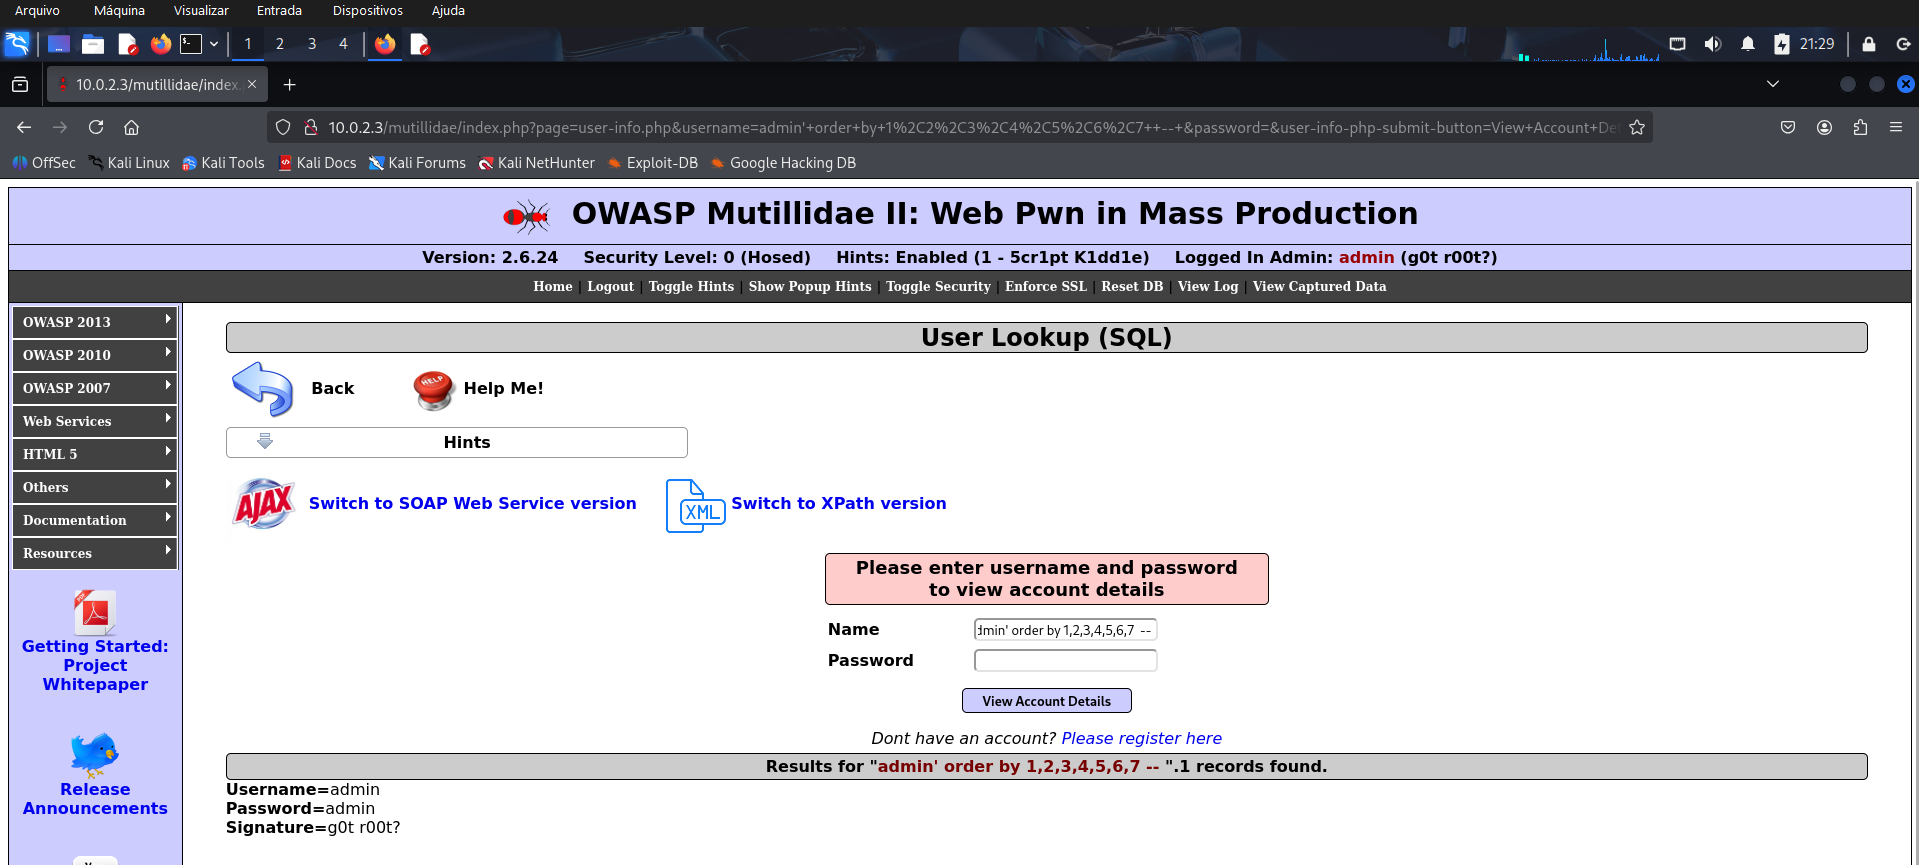 Arquivo Máquina Visualizar Entrada Dispositivos Ajuda
1 2 3 4 21:29
10.0.2.3/mutillidae/index.
10.0.2.3/mutillidae/index.php?page=user-info.php&username=admin'+order+by+1%2C2%2C3%2C4%2C5%2C6%2C7++--+&password=&user-info-php-submit-button=View+Account+De
OffSec Kali Linux Kali Tools Kali Docs Kali Forums Kali NetHunter Exploit-DB Google Hacking DB
OWASP Mutillidae II: Web Pwn in Mass Production
Version: 2.6.24 Security Level: 0 (Hosed) Hints: Enabled (1 - 5cr1pt K1dd1e) Logged In Admin: admin (g0t r00t?)
Home | Logout | Toggle Hints | Show Popup Hints | Toggle Security | Enforce SSL | Reset DB | View Log | View Captured Data
OWASP 2013
OWASP 2010
OWASP 2007
Web Services
HTML 5
Others
Documentation
Resources
Getting Started:
Project
Whitepaper
Release
Announcements
User Lookup (SQL)
Back HELP Help Me!
Hints
AJAX Switch to SOAP Web Service version XML Switch to XPath version
Please enter username and password
to view account details
Name dmin' order by 1,2,3,4,5,6,7 --
Password
View Account Details
Dont have an account? Please register here
Results for "admin' order by 1,2,3,4,5,6,7 -- ".1 records found.
Username=admin
Password=admin
Signature=g0t r00t?